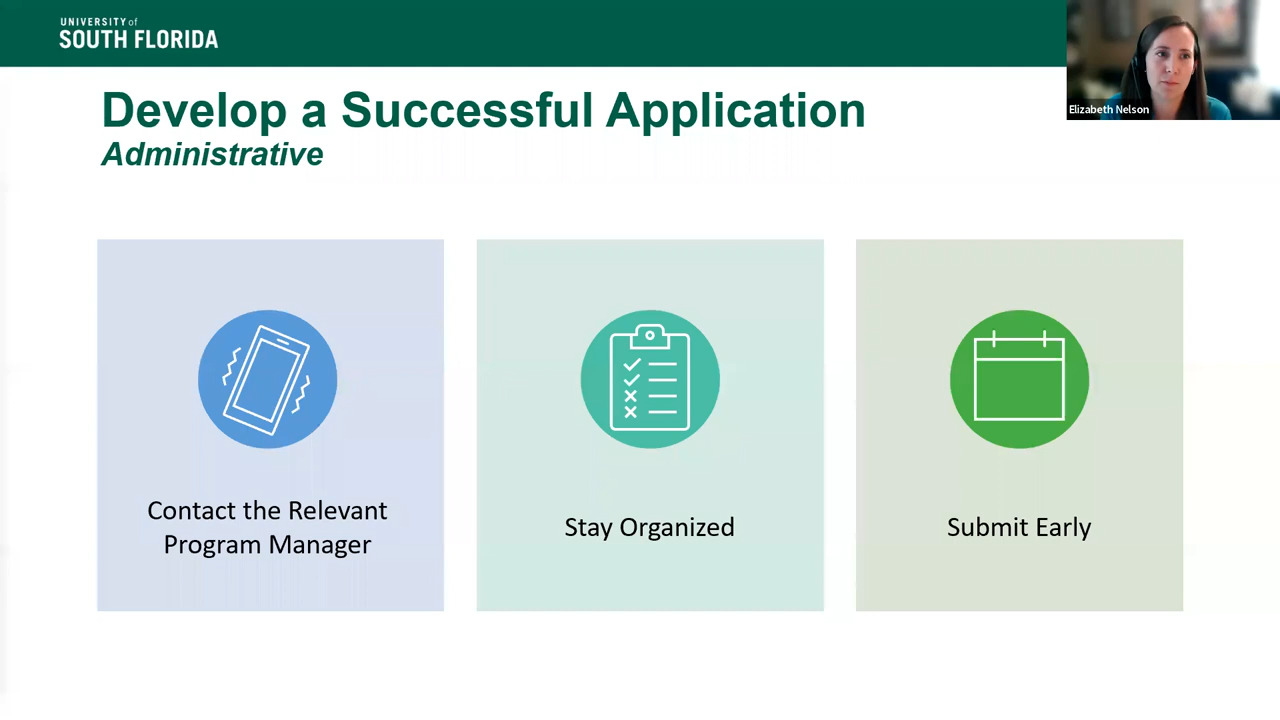 UNIVERSITY of
SOUTH FLORIDA
Elizabeth Nelson
Develop a Successful Application
Administrative
Contact the Relevant
Program Manager
Stay Organized
Submit Early